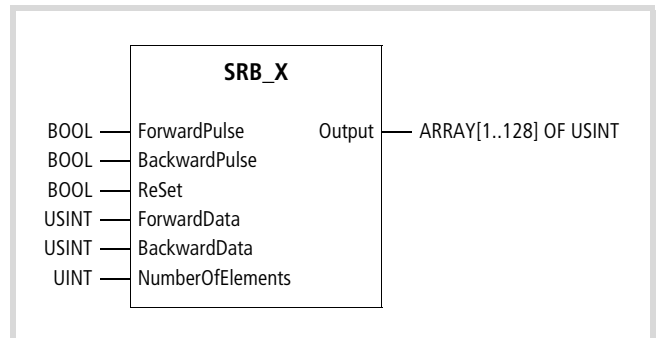 SRB_X
BOOL ForwardPulse Output ARRAY[1..128] OF USINT
BOOL BackwardPulse
BOOL ReSet
USINT ForwardData
USINT BackwardData
UINT NumberOfElements